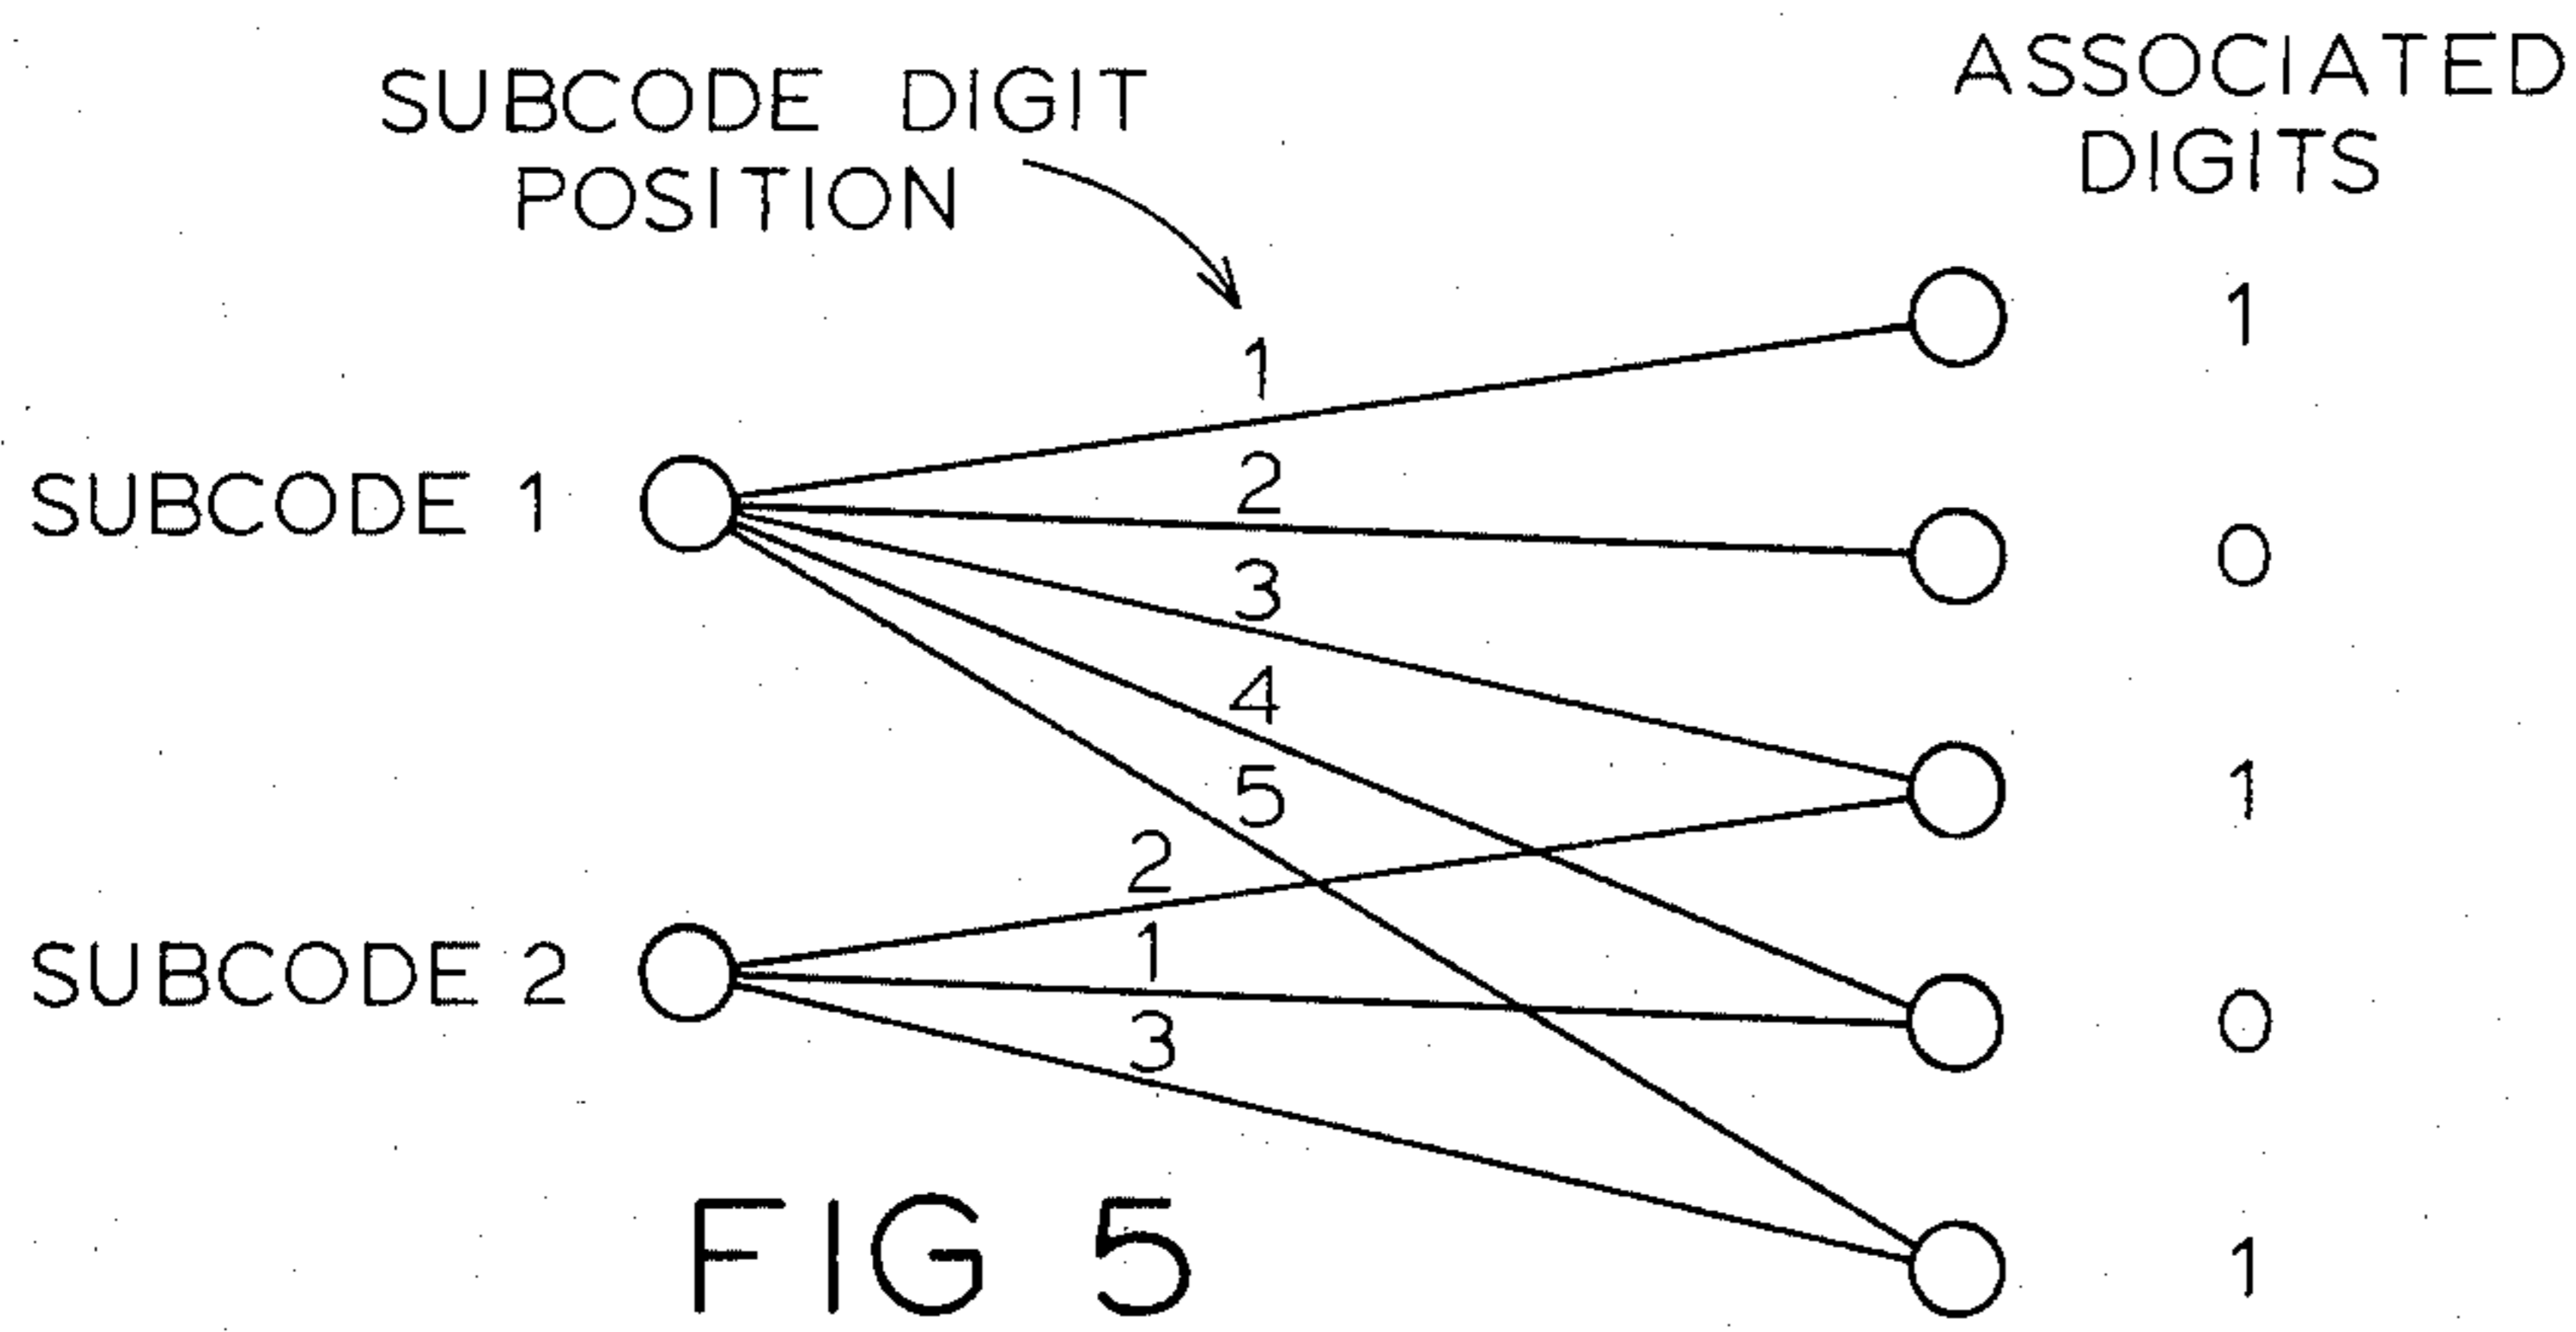 SUBCODE DIGIT
POSITION
ASSOCIATED
DIGITS
1
1
SUBCODE 1
2
0
3
4
1
5
2
SUBCODE 2
1
0
3
1
FIG 5